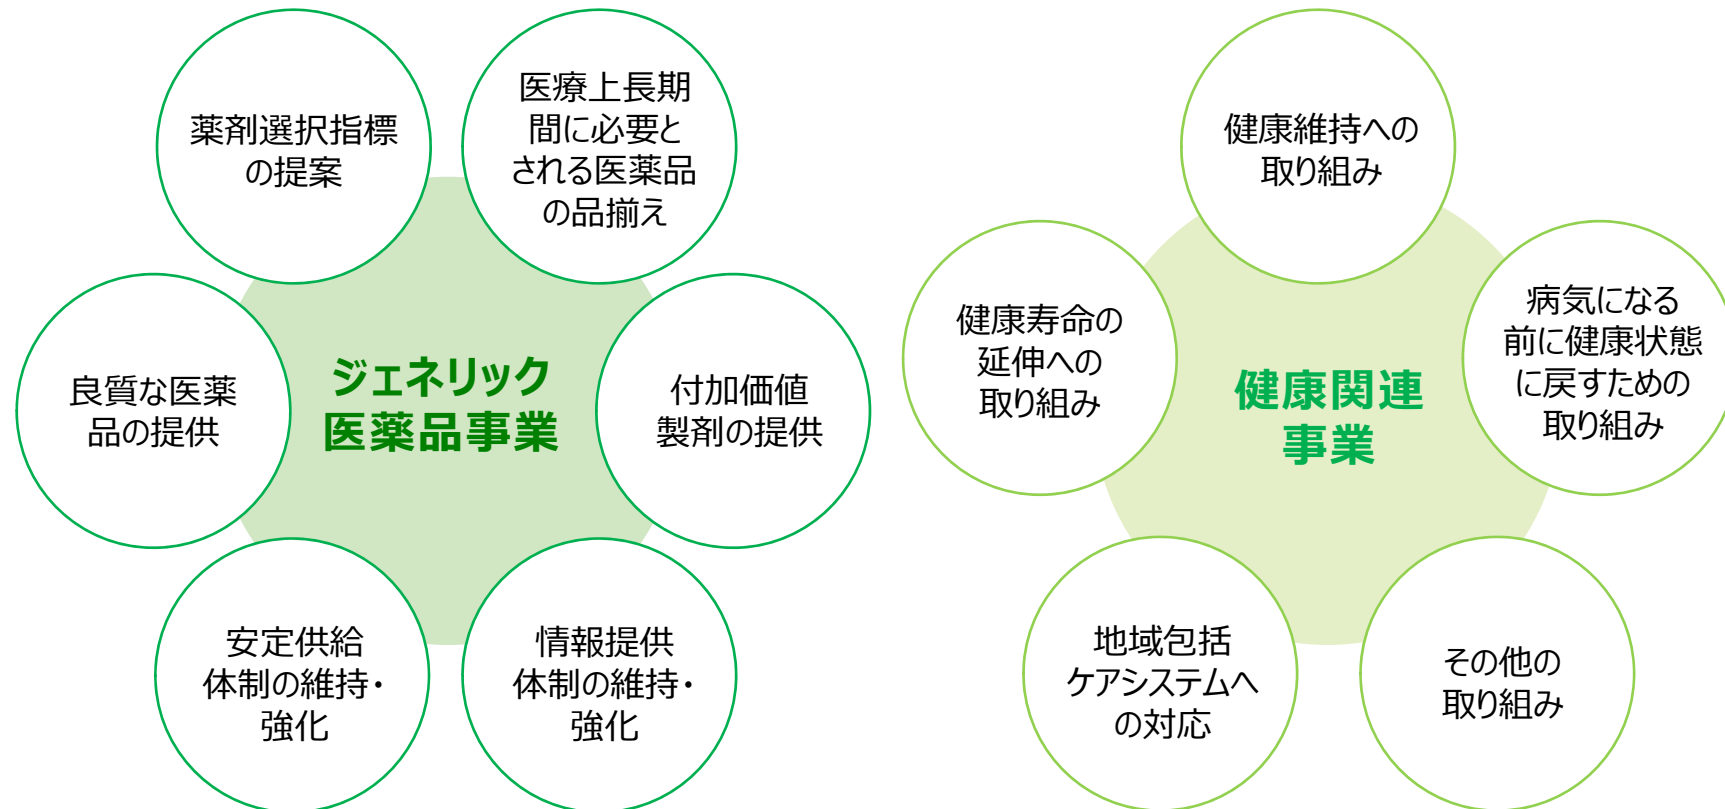 薬剤選択指標
の提案
医療上長期
間に必要と
される医薬品
の品揃え
良質な医薬
品の提供
ジェネリック
医薬品事業
付加価値
製剤の提供
安定供給
体制の維持・
強化
情報提供
体制の維持・
強化
健康維持への
取り組み
健康寿命の
延伸への
取り組み
健康関連
事業
病気になる
前に健康状態
に戻すための
取り組み
地域包括
ケアシステムへ
の対応
その他の
取り組み